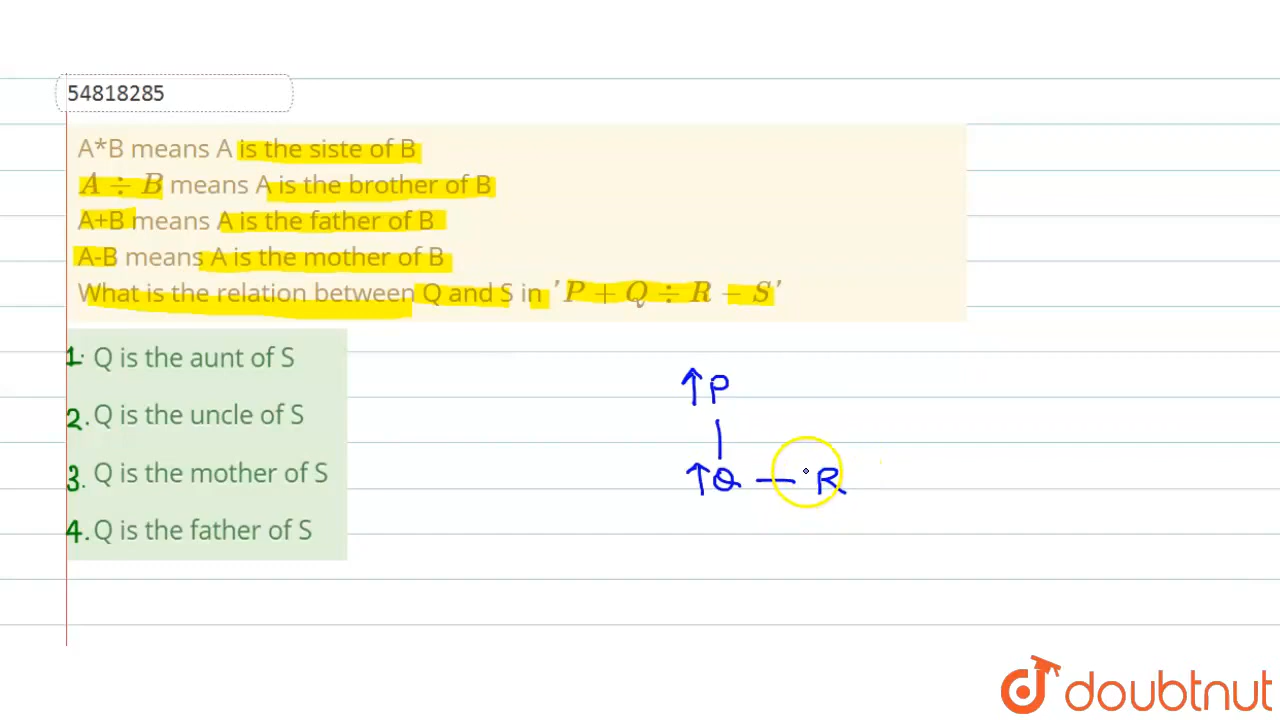 54818285
A*B means A is the siste of B
A ÷ B means A is the brother of B
A+B means A is the father of B
A-B means A is the mother of B
What is the relation between Q and S in 'P + Q ÷ R − S'
1. Q is the aunt of S
2. Q is the uncle of S
3. Q is the mother of S
4. Q is the father of S
↑P
↑Q — R
doubtnut